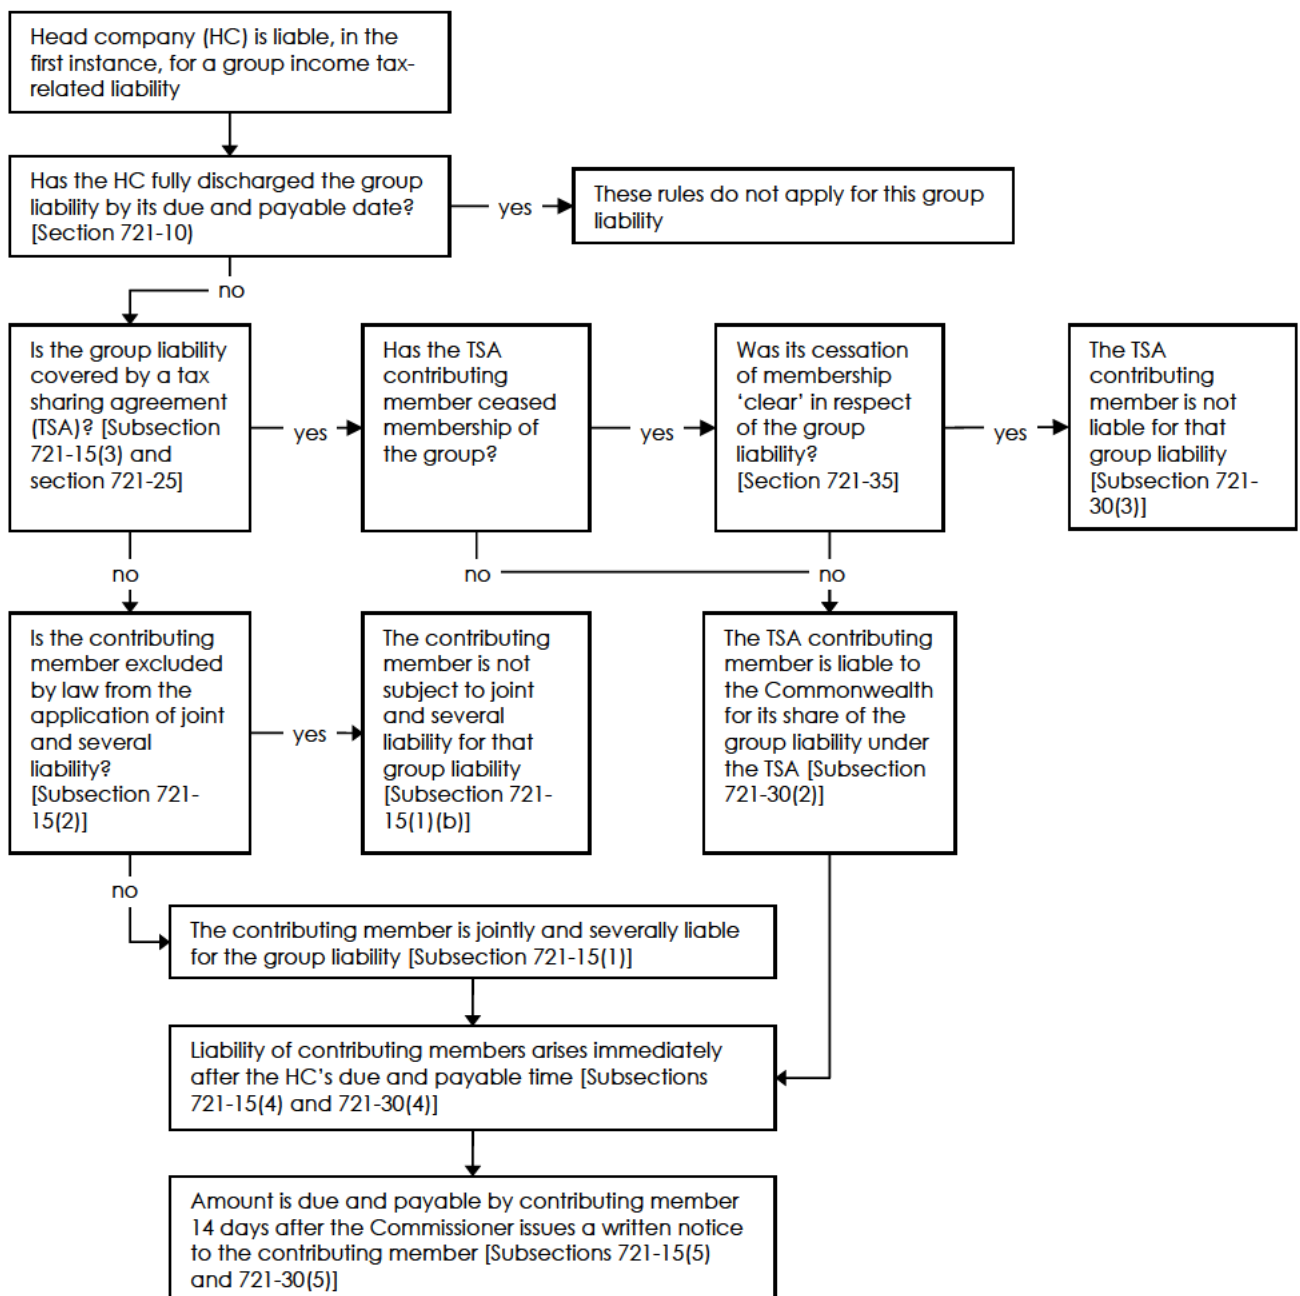 Head company (HC) is liable, in the
first instance, for a group income tax-
related liability
Has the HC fully discharged the group
liability by its due and payable date?
[Section 721-10)
yes
These rules do not apply for this group
liability
no
Is the group liability
covered by a tax
sharing agreement
(TSA)? [Subsection
721-15(3) and
section 721-25]
yes
Has the TSA
contributing
member ceased
membership of
the group?
yes
Was its cessation
of membership
‘clear’ in respect
of the group
liability?
[Section 721-35]
yes
The TSA
contributing
member is not
liable for that
group liability
[Subsection 721-
30(3)]
no
no
no
Is the contributing
member excluded
by law from the
application of joint
and several
liability?
[Subsection 721-
15(2)]
yes
The contributing
member is not
subject to joint
and several
liability for that
group liability
[Subsection 721-
15(1)(b)]
The TSA contributing
member is liable to
the Commonwealth
for its share of the
group liability under
the TSA [Subsection
721-30(2)]
no
The contributing member is jointly and severally liable
for the group liability [Subsection 721-15(1)]
Liability of contributing members arises immediately
after the HC’s due and payable time [Subsections
721-15(4) and 721-30(4)]
Amount is due and payable by contributing member
14 days after the Commissioner issues a written notice
to the contributing member [Subsections 721-15(5)
and 721-30(5)]